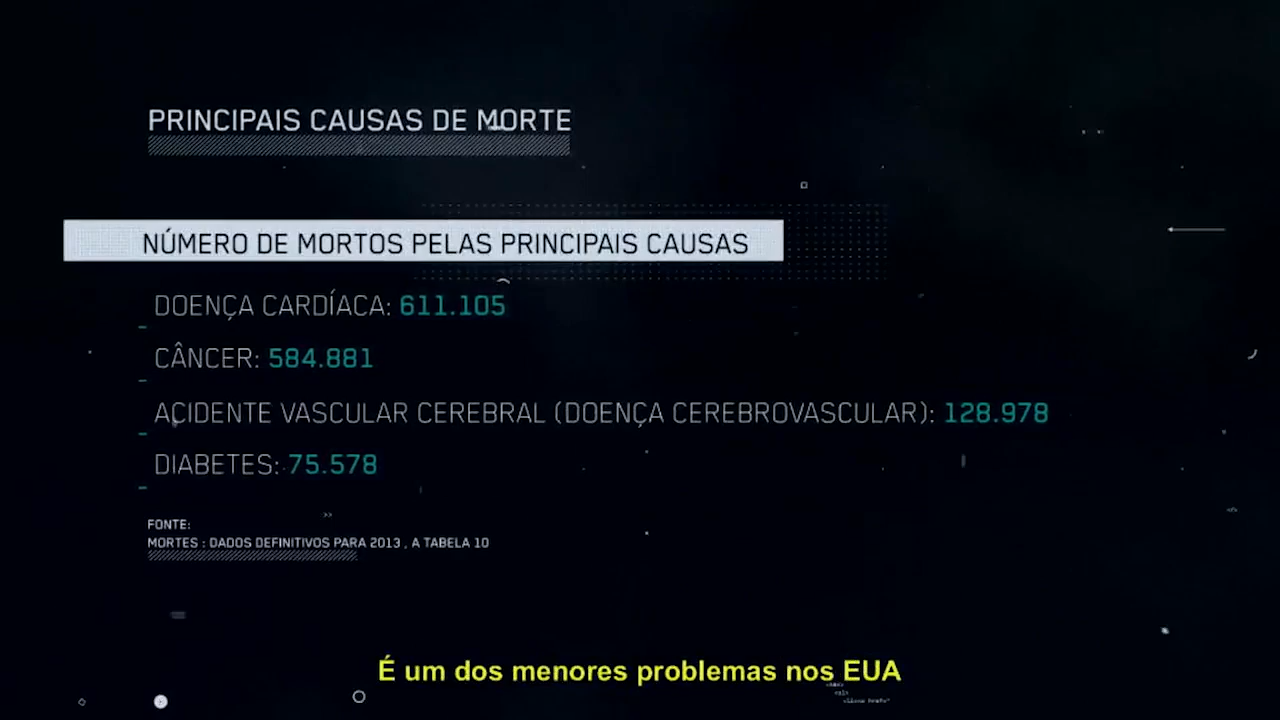 PRINCIPAIS CAUSAS DE MORTE
NÚMERO DE MORTOS PELAS PRINCIPAIS CAUSAS
DOENÇA CARDÍACA: 611.105
CÂNCER: 584.881
ACIDENTE VASCULAR CEREBRAL (DOENÇA CEREBROVASCULAR): 128.978
DIABETES: 75.578
FONTE:
MORTES : DADOS DEFINITIVOS PARA 2013 , A TABELA 10
É um dos menores problemas nos EUA